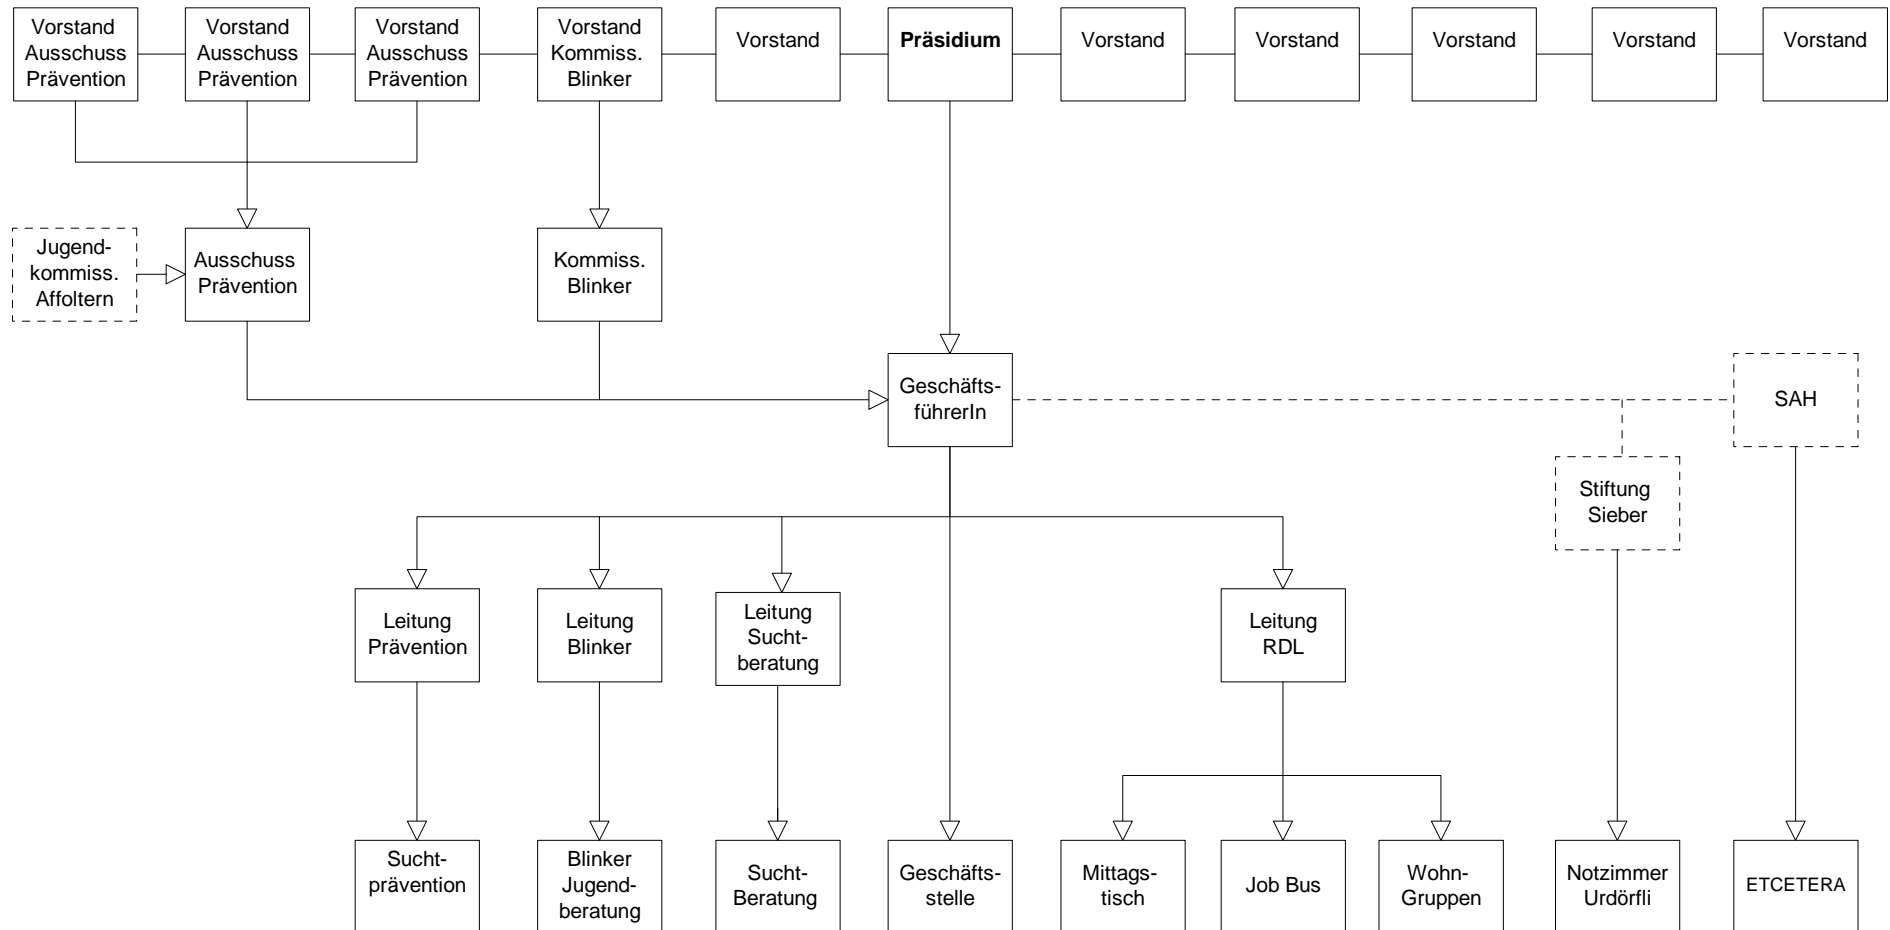 Vorstand
Ausschuss
Prävention
Vorstand
Ausschuss
Prävention
Vorstand
Ausschuss
Prävention
Vorstand
Kommiss.
Blinker
Vorstand
Präsidium
Vorstand
Vorstand
Vorstand
Vorstand
Vorstand
Jugend-
kommiss.
Affoltern
Ausschuss
Prävention
Kommiss.
Blinker
Geschäfts-
führerIn
SAH
Stiftung
Sieber
Leitung
Prävention
Leitung
Blinker
Leitung
Sucht-
beratung
Leitung
RDL
Sucht-
prävention
Blinker
Jugend-
beratung
Sucht-
Beratung
Geschäfts-
stelle
Mittags-
tisch
Job Bus
Wohn-
Gruppen
Notzimmer
Urdörfli
ETCETERA